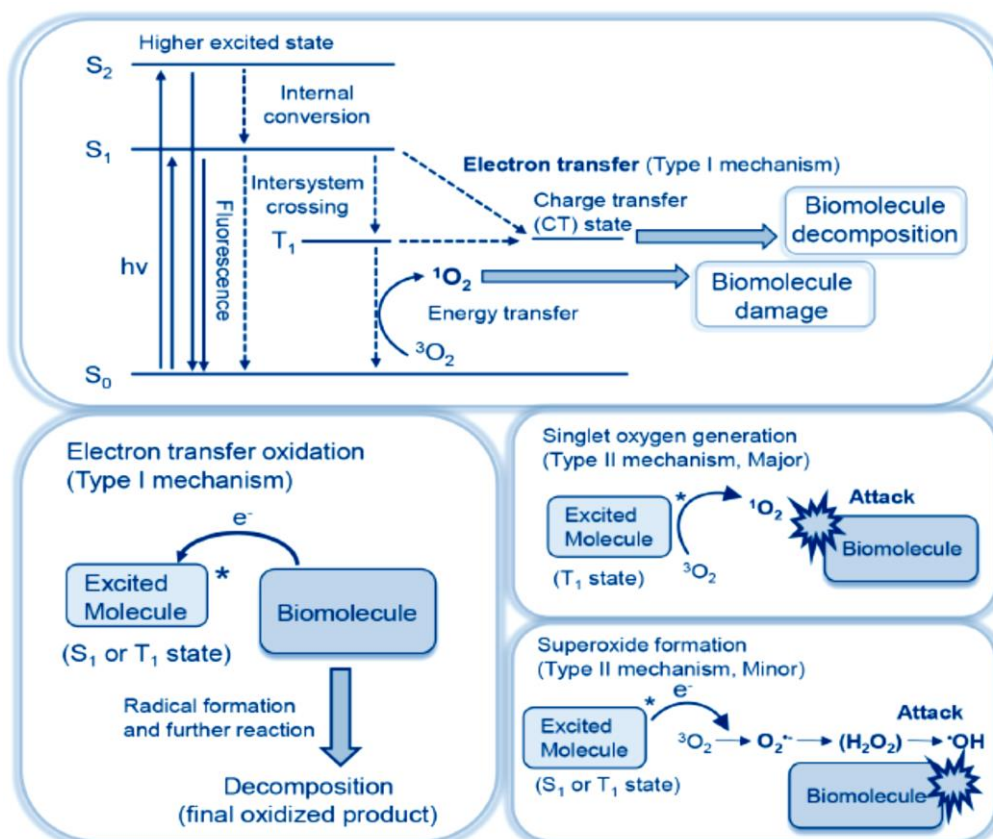 Higher excited state
S₂
Internal
conversion
S₁
Electron transfer (Type I mechanism)
Intersystem
crossing
Charge transfer
(CT) state
Biomolecule
decomposition
T₁
hν
Fluorescence
¹O₂
Biomolecule
damage
Energy transfer
³O₂
S₀
Electron transfer oxidation
(Type I mechanism)
e⁻
Excited
Molecule
*
Biomolecule
(S₁ or T₁ state)
Radical formation
and further reaction
Decomposition
(final oxidized product)
Singlet oxygen generation
(Type II mechanism, Major)
Excited
Molecule
*
¹O₂
Attack
Biomolecule
³O₂
(T₁ state)
Superoxide formation
(Type II mechanism, Minor)
* e⁻
Excited
Molecule
Attack
³O₂ → O₂•⁻ → (H₂O₂) → •OH
(S₁ or T₁ state)
Biomolecule